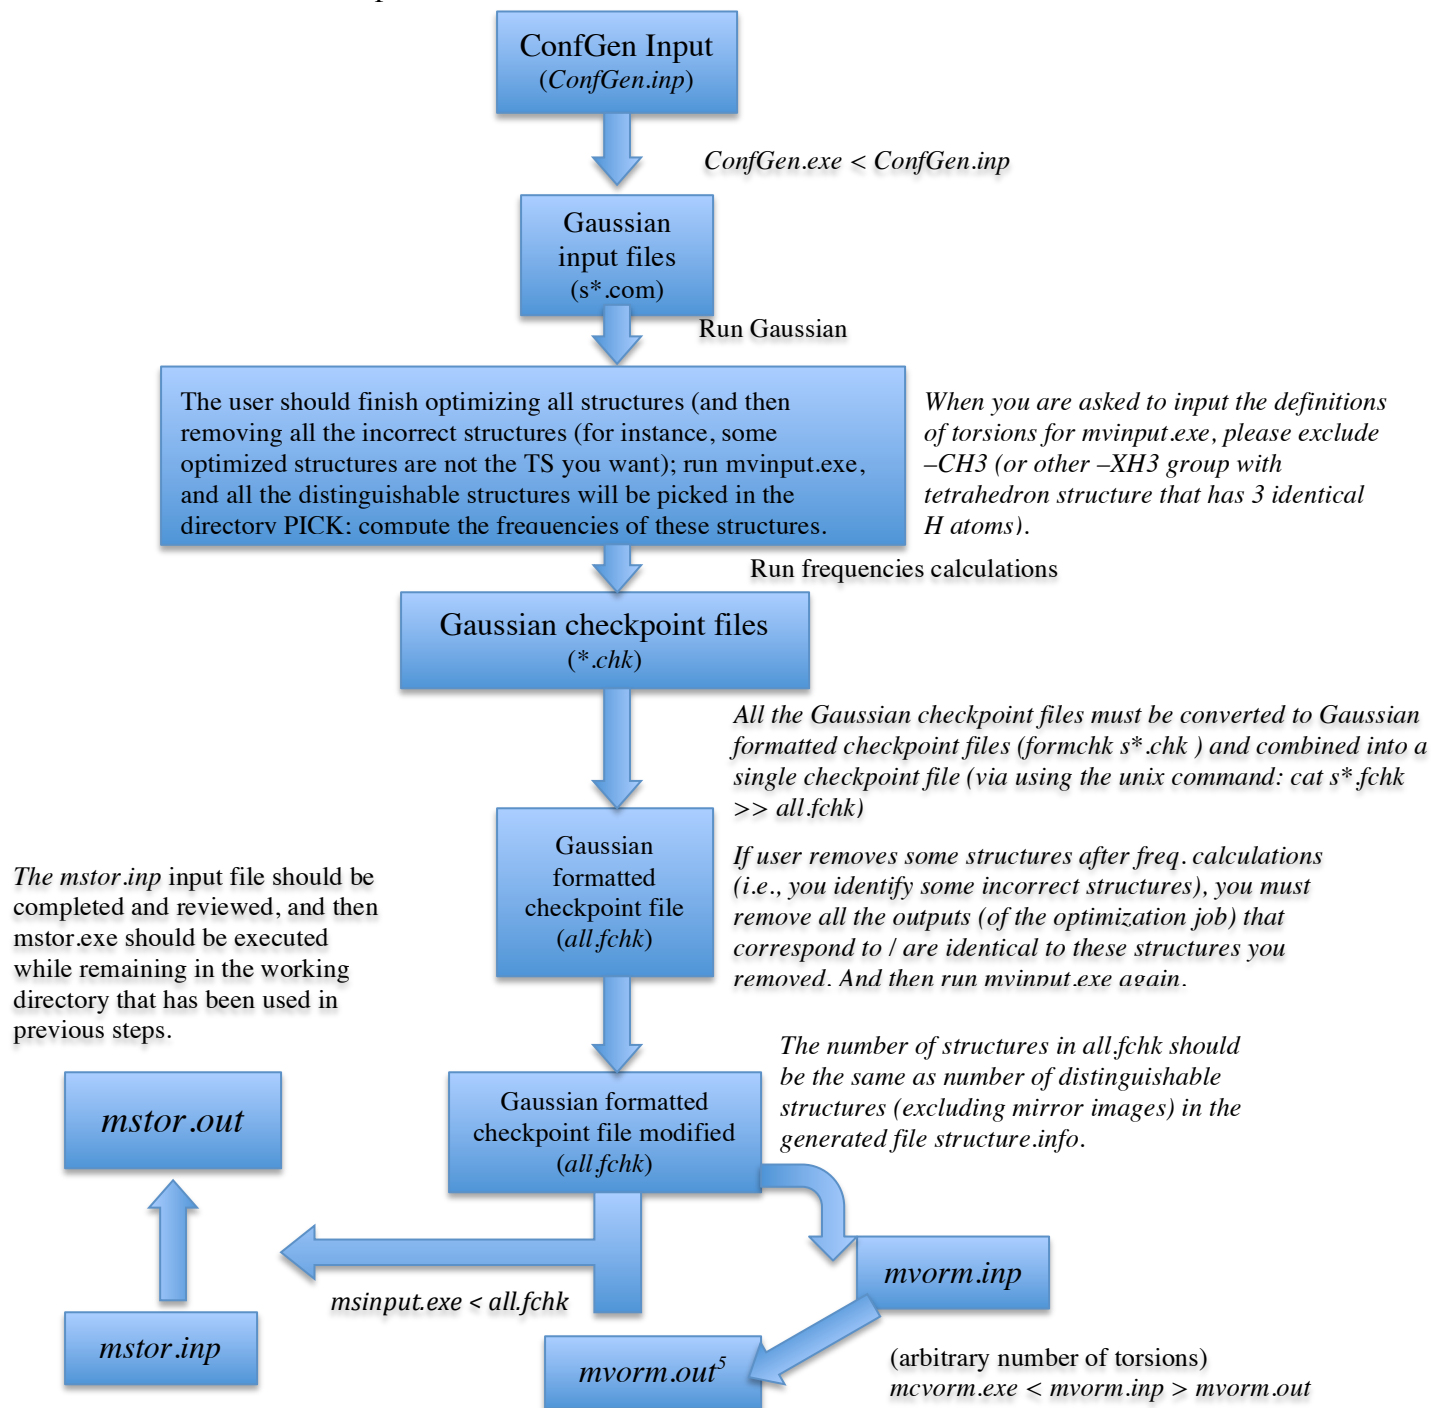 ConfGen Input
(ConfGen.inp)
ConfGen.exe < ConfGen.inp
Gaussian
input files
(s*.com)
Run Gaussian
The user should finish optimizing all structures (and then
removing all the incorrect structures (for instance, some
optimized structures are not the TS you want); run mvinput.exe,
and all the distinguishable structures will be picked in the
directory PICK; compute the frequencies of these structures.
When you are asked to input the definitions
of torsions for mvinput.exe, please exclude
–CH3 (or other –XH3 group with
tetrahedron structure that has 3 identical
H atoms).
Run frequencies calculations
Gaussian checkpoint files
(*.chk)
All the Gaussian checkpoint files must be converted to Gaussian
formatted checkpoint files (formchk s*.chk ) and combined into a
single checkpoint file (via using the unix command: cat s*.fchk
>> all.fchk)
Gaussian
formatted
checkpoint file
(all.fchk)
If user removes some structures after freq. calculations
(i.e., you identify some incorrect structures), you must
remove all the outputs (of the optimization job) that
correspond to / are identical to these structures you
removed. And then run mvinput.exe again.
The mstor.inp input file should be
completed and reviewed, and then
mstor.exe should be executed
while remaining in the working
directory that has been used in
previous steps.
The number of structures in all.fchk should
be the same as number of distinguishable
structures (excluding mirror images) in the
generated file structure.info.
mstor.out
Gaussian formatted
checkpoint file modified
(all.fchk)
mvorm.inp
msinput.exe < all.fchk
mstor.inp
mvorm.out5
(arbitrary number of torsions)
mcvorm.exe < mvorm.inp > mvorm.out